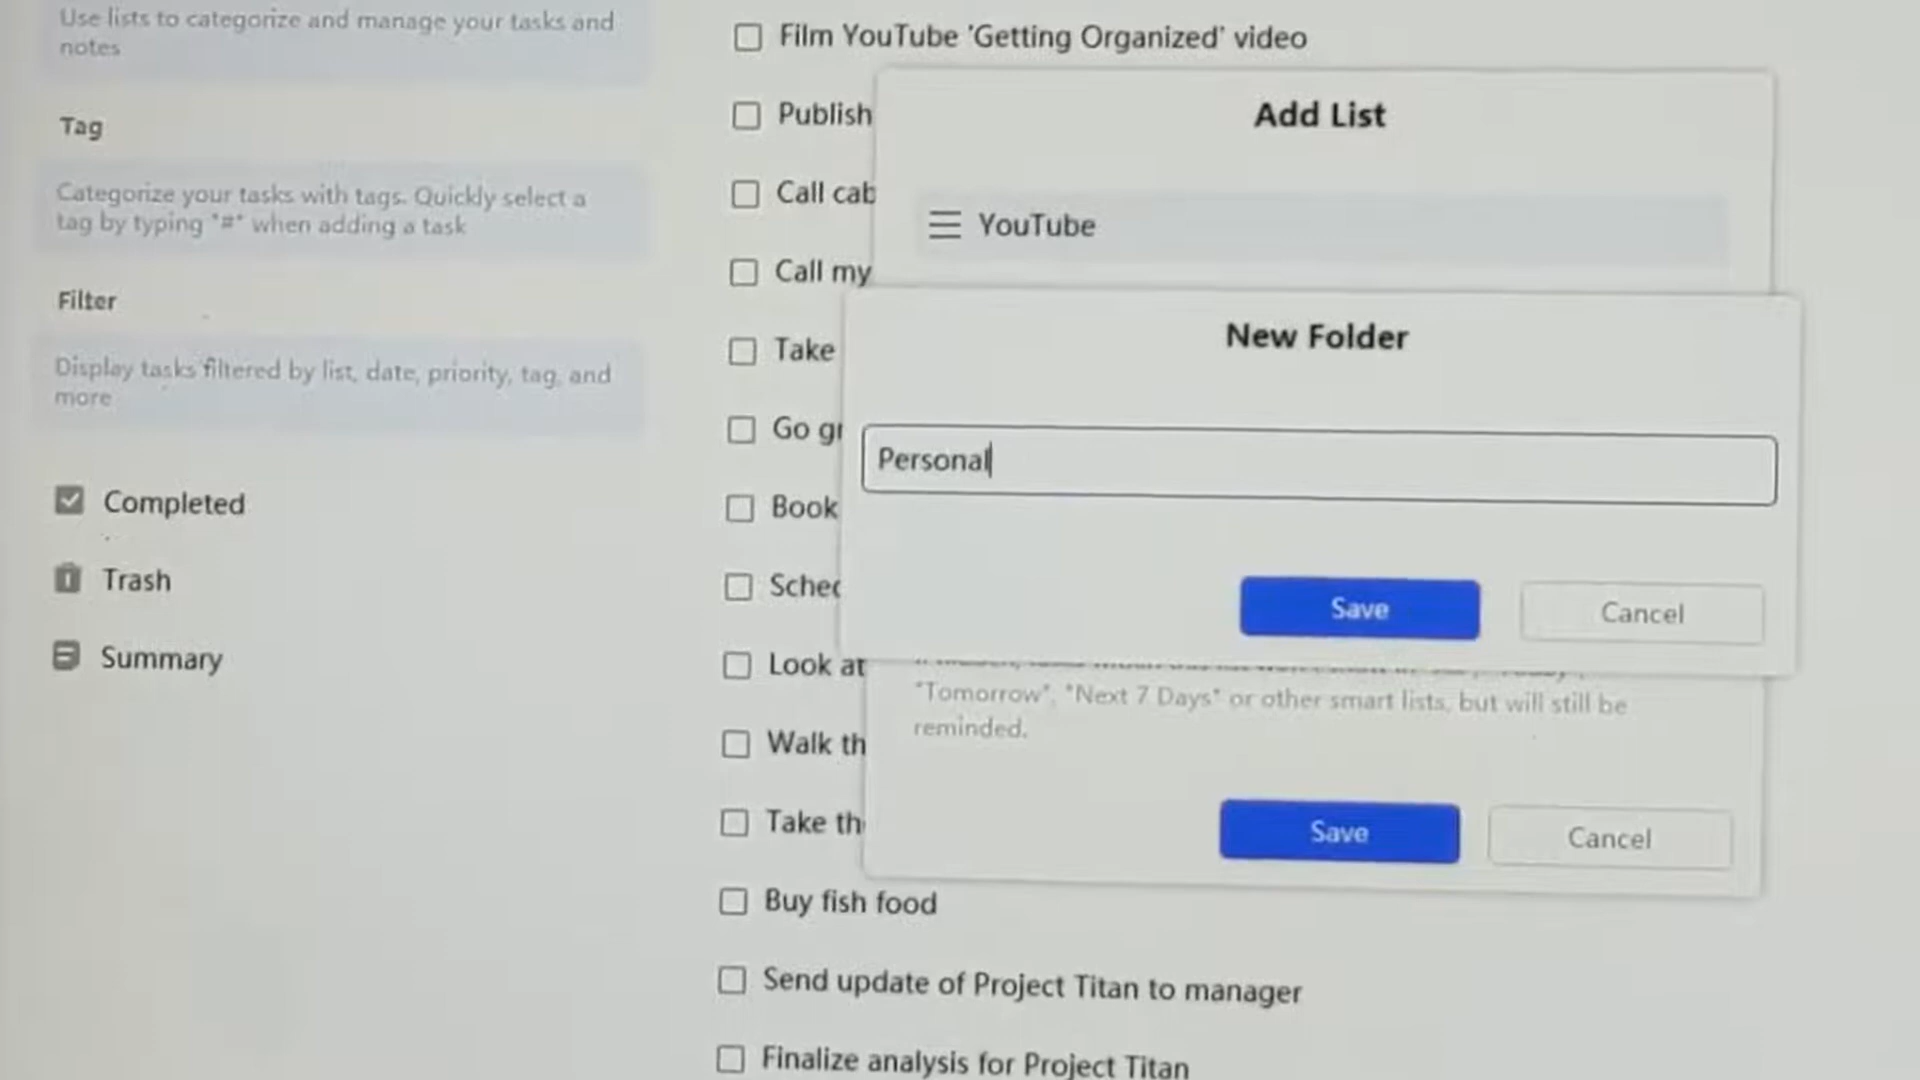 Use lists to categorize and manage your tasks and
notes
Tag
Categorize your tasks with tags. Quickly select a
tag by typing "#" when adding a task
Filter
Display tasks filtered by list, date, priority, tag, and
more
Completed
Trash
Summary
Film YouTube 'Getting Organized' video
Publish
Call cab
Call my
Take
Go gr
Book
Sched
Look at
Walk th
Take th
Buy fish food
Send update of Project Titan to manager
Finalize analysis for Project Titan
Add List
YouTube
New Folder
Personal
Save
Cancel
"Tomorrow", "Next 7 Days" or other smart lists, but will still be
reminded.
Save
Cancel